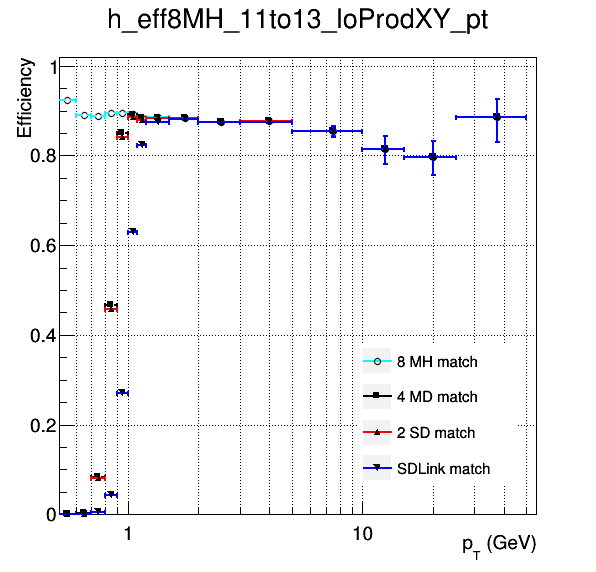 h_eff8MH_11to13_loProdXY_pt
Efficiency
1
0.8
0.6
0.4
0.2
0
8 MH match
4 MD match
2 SD match
SDLink match
1
10
p_T (GeV)